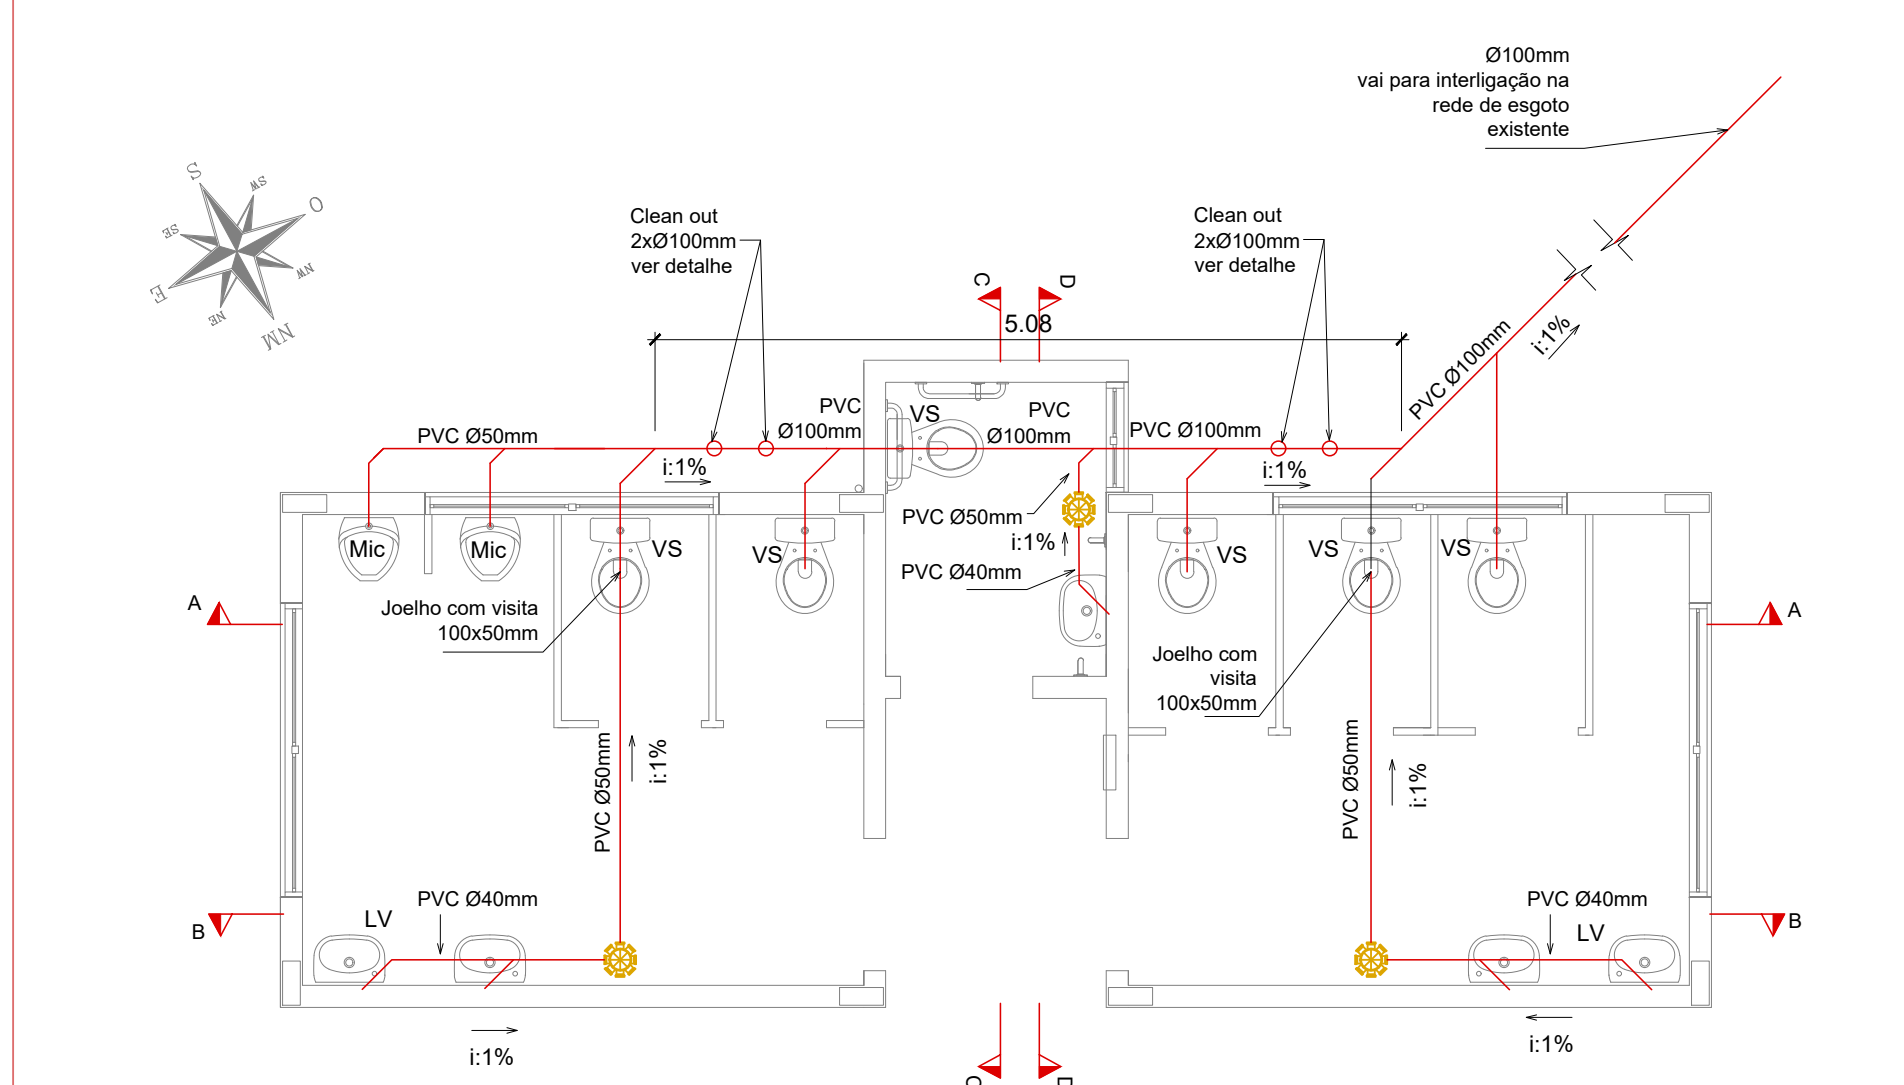 Ø100mm
vai para interligação na
rede de esgoto
existente
S
SW
O
SE
NW
E
NE
NM
Clean out
2xØ100mm
ver detalhe
Clean out
2xØ100mm
ver detalhe
C
D
5.08
i:1%
PVC Ø100mm
PVC Ø50mm
PVC
Ø100mm
VS
PVC
Ø100mm
PVC Ø100mm
i:1%
i:1%
Mic
Mic
VS
VS
PVC Ø50mm
i:1%
PVC Ø40mm
VS
VS
VS
A
Joelho com visita
100x50mm
A
Joelho com
visita
100x50mm
PVC Ø50mm
i:1%
PVC Ø50mm
i:1%
B
LV
PVC Ø40mm
PVC Ø40mm
LV
B
i:1%
i:1%